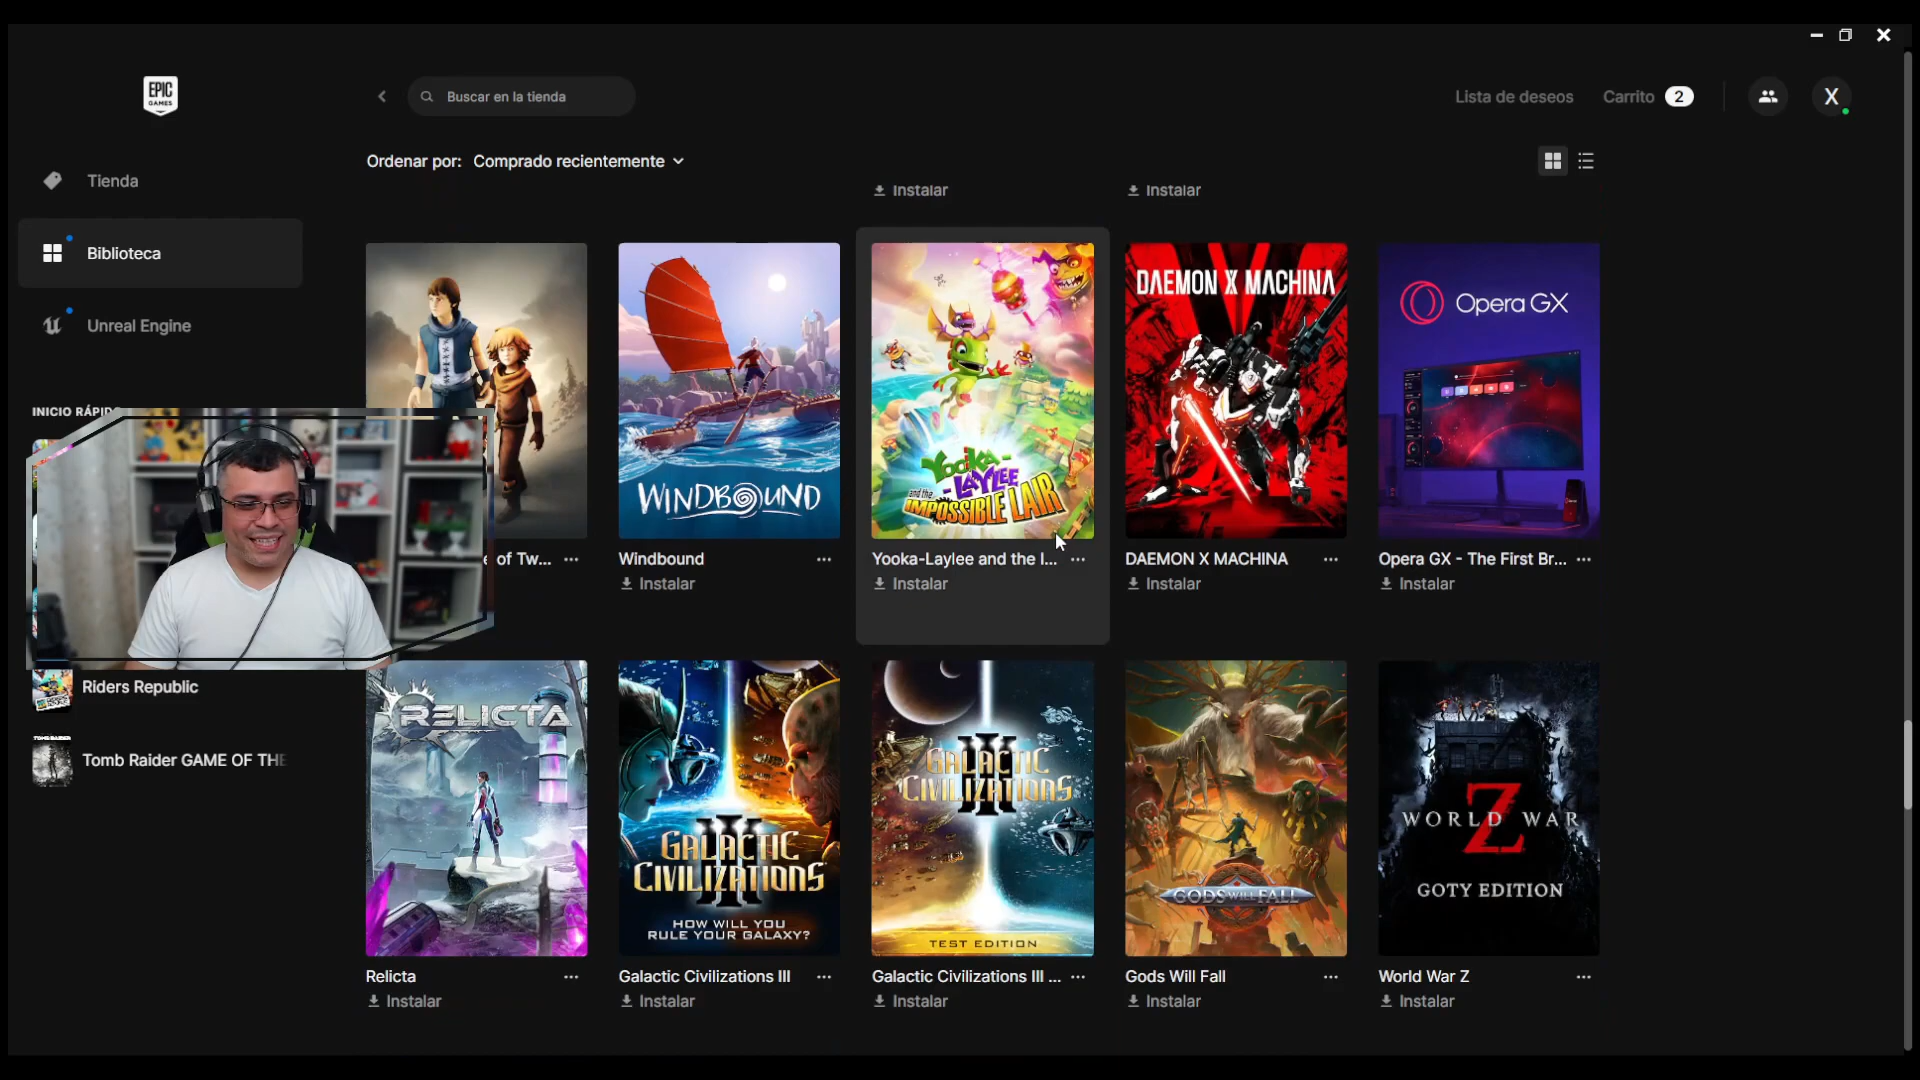 EPIC
GAMES
Buscar en la tienda
Lista de deseos
Carrito 2
X
Ordenar por: Comprado recientemente
Tienda
Biblioteca
Unreal Engine
INICIO RÁPIDO
Riders Republic
TOMB RAIDER
Tomb Raider GAME OF THE
Instalar
Instalar
WINDBOUND
YOOKA-
LAYLEE
and the
IMPOSSIBLE LAIR
DAEMON X MACHINA
Opera GX
e of Tw... ...
Windbound ...
Instalar
Yooka-Laylee and the I... ...
Instalar
DAEMON X MACHINA ...
Instalar
Opera GX - The First Br... ...
Instalar
RELICTA
III
GALACTIC
CIVILIZATIONS
HOW WILL YOU
RULE YOUR GALAXY?
III
GALACTIC
CIVILIZATIONS
TEST EDITION
GODS WILL FALL
WORLD WAR
Z
GOTY EDITION
Relicta ...
Instalar
Galactic Civilizations III ...
Instalar
Galactic Civilizations III ... ...
Instalar
Gods Will Fall ...
Instalar
World War Z ...
Instalar